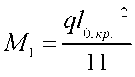 M₁ = ql₀.кр.² / 11